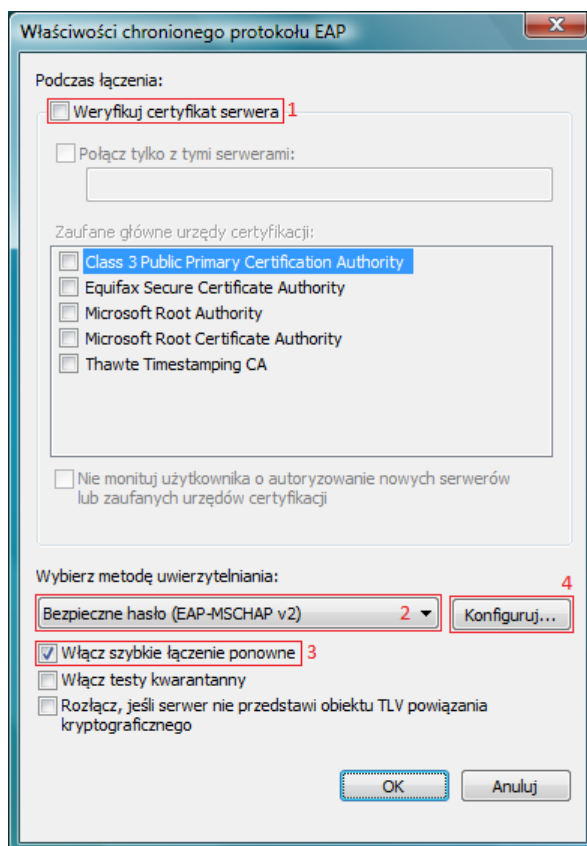 Właściwości chronionego protokołu EAP
Podczas łączenia:
Weryfikuj certyfikat serwera 1
Połącz tylko z tymi serwerami:
Zaufane główne urzędy certyfikacji:
Class 3 Public Primary Certification Authority
Equifax Secure Certificate Authority
Microsoft Root Authority
Microsoft Root Certificate Authority
Thawte Timestamping CA
Nie monituj użytkownika o autoryzowanie nowych serwerów
lub zaufanych urzędów certyfikacji
Wybierz metodę uwierzytelniania: 4
Bezpieczne hasło (EAP-MSCHAP v2) 2 Konfiguruj...
Włącz szybkie łączenie ponowne 3
Włącz testy kwarantanny
Rozłącz, jeśli serwer nie przedstawi obiektu TLV powiązania
kryptograficznego
OK Anuluj